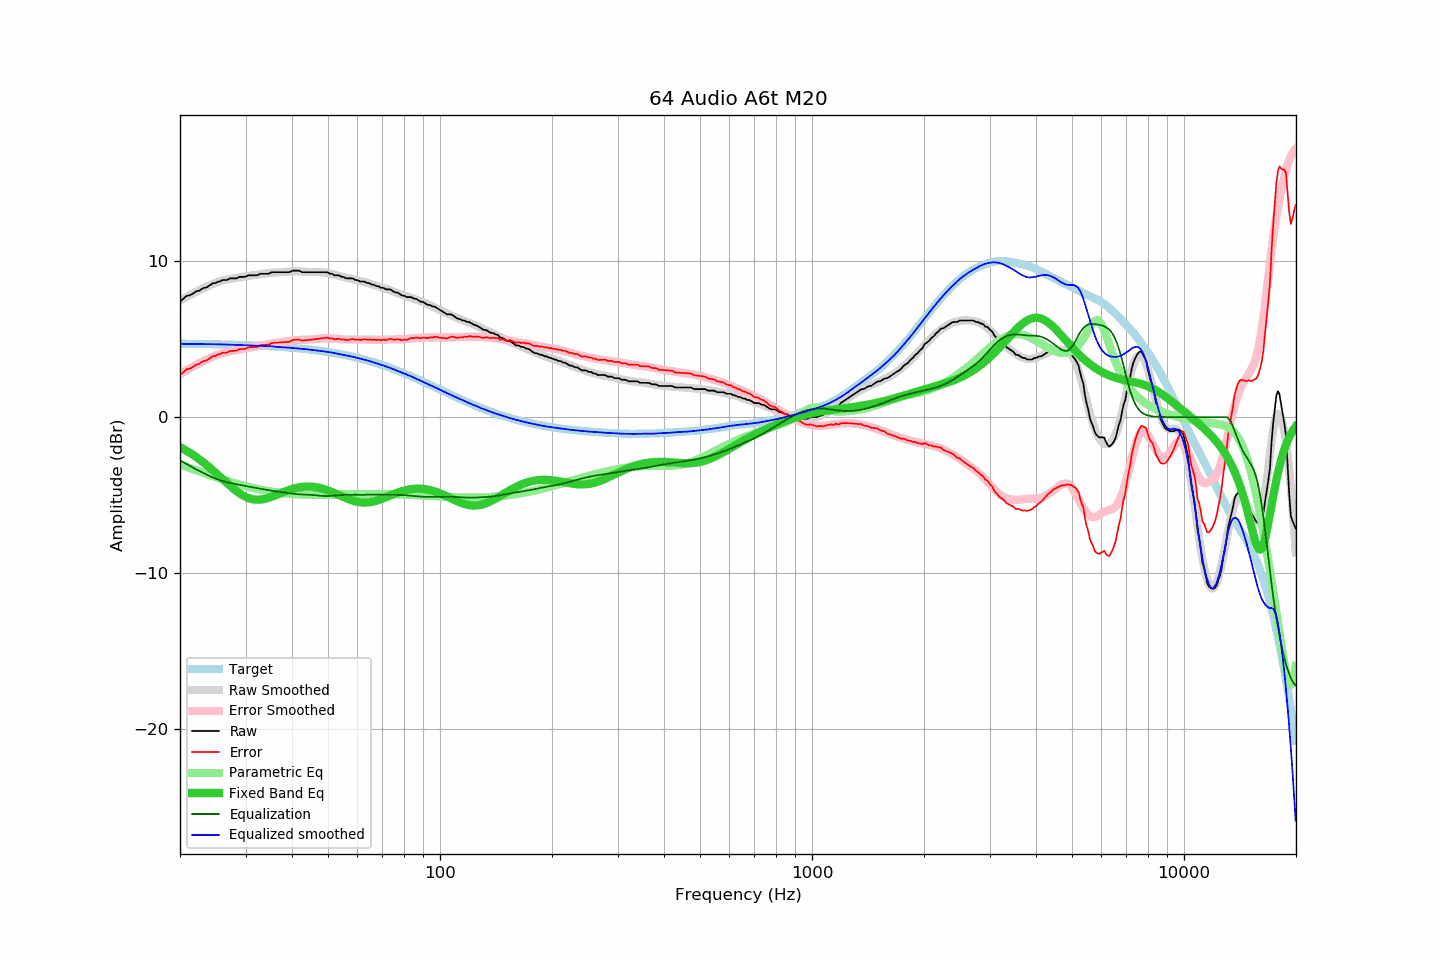 64 Audio A6t M20
Amplitude (dBr)
10
0
−10
−20
Target
Raw Smoothed
Error Smoothed
Raw
Error
Parametric Eq
Fixed Band Eq
Equalization
Equalized smoothed
100
1000
10000
Frequency (Hz)